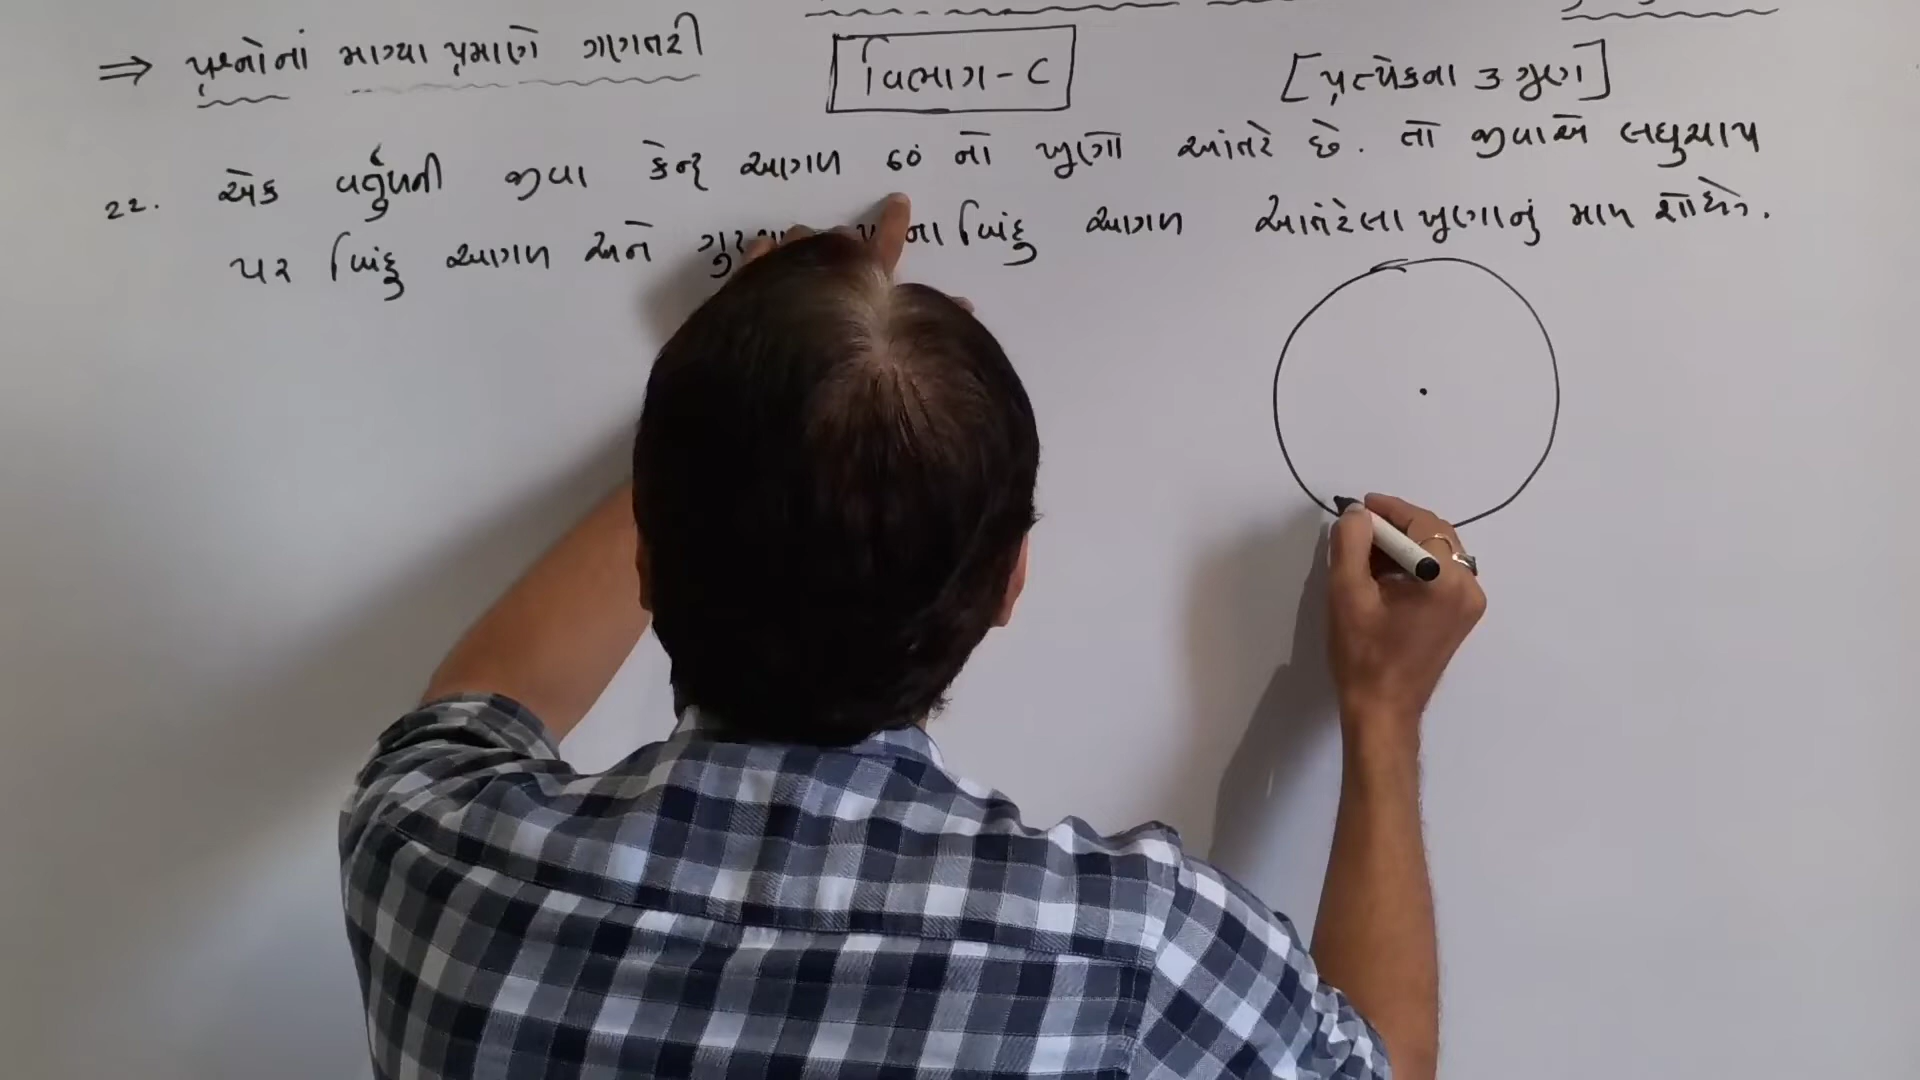 ⇒ પ્રશ્નોનાં માગ્યા પ્રમાણે ગણતરી
વિભાગ - C
[પ્રત્યેકના 3 ગુણ]
22. એક વર્તુળની જીવા કેન્દ્ર આગળ 60° નો ખુણો આંતરે છે. તો જીવાએ લઘુચાપ
પર બિંદુ આગળ અને ના બિંદુ આગળ આંતરેલા ખુણાનું માપ શોધો.